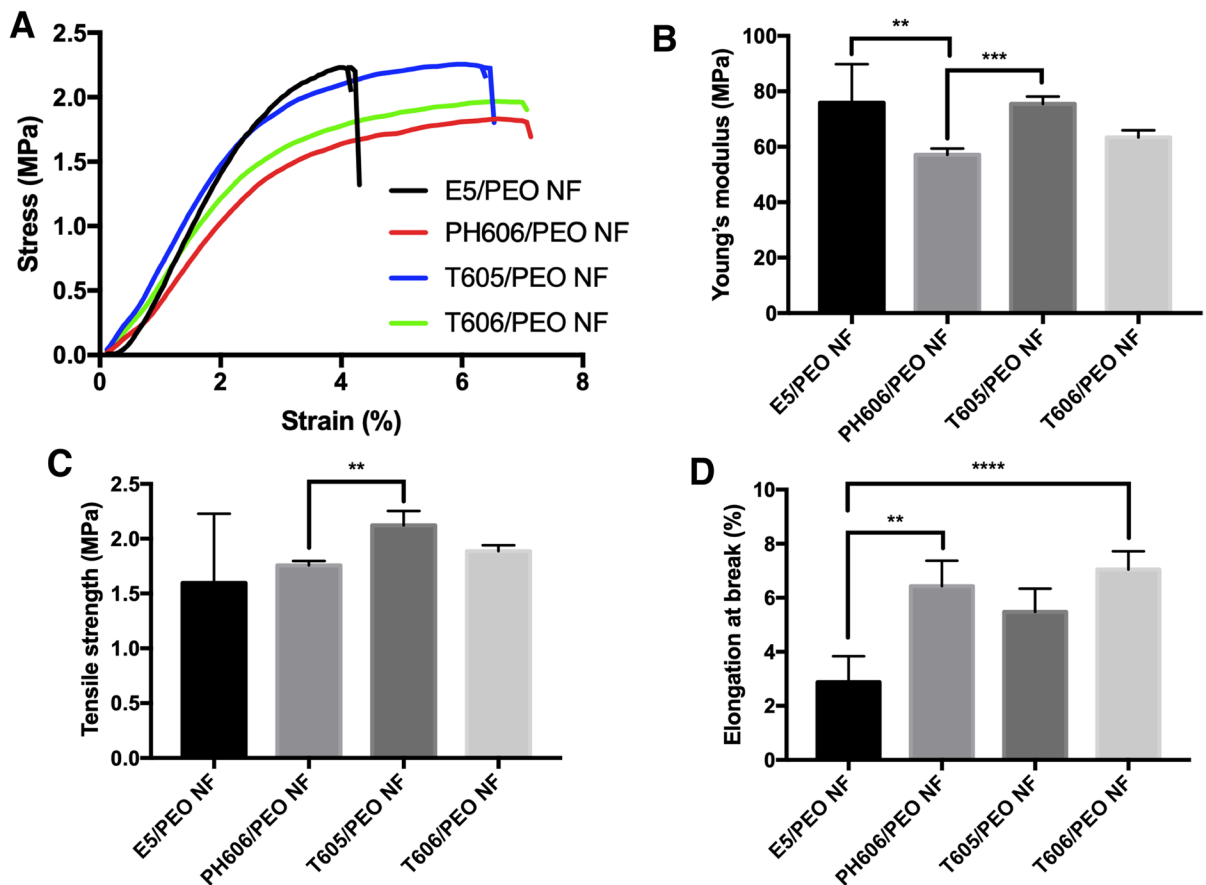 A
Stress (MPa)
2.5
2.0
1.5
1.0
0.5
0.0
0 2 4 6 8
Strain (%)
E5/PEO NF
PH606/PEO NF
T605/PEO NF
T606/PEO NF
B
Young's modulus (MPa)
100
80
60
40
20
0
**
***
E5/PEO NF
PH606/PEO NF
T605/PEO NF
T606/PEO NF
C
Tensile strength (MPa)
2.5
2.0
1.5
1.0
0.5
0.0
**
E5/PEO NF
PH606/PEO NF
T605/PEO NF
T606/PEO NF
D
Elongation at break (%)
10
8
6
4
2
0
****
**
E5/PEO NF
PH606/PEO NF
T605/PEO NF
T606/PEO NF